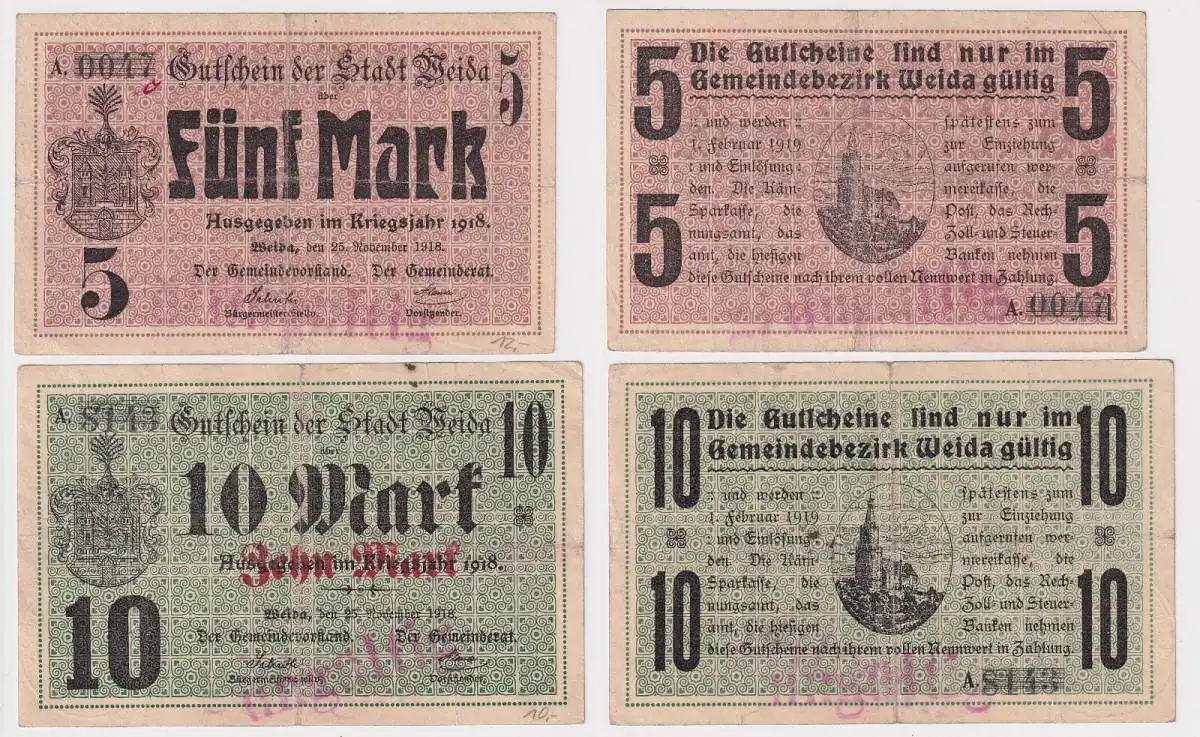 A. 0047 Gutschein der Stadt Weida 5
über
Fünf Mark
Ausgegeben im Kriegsjahr 1918.
Weida, den 25. November 1918.
Der Gemeindevorstand. Der Gemeinderat.
5
Bürgermeister-Stellv. Vorsitzender.
12,-
5 Die Gutscheine sind nur im 5
Gemeindebezirk Weida gültig
:: und werden :: spätestens zum
1. Februar 1919 zur Einziehung
: und Einlösung : aufgerufen wer-
den. Die Käm- mereikasse, die
5 Sparkasse, die Post, das Rech- 5
nungsamt, das Zoll- und Steuer-
amt, die hiesigen Banken nehmen
diese Gutscheine nach ihrem vollen Nennwert in Zahlung.
A. 0047
A. 8143 Gutschein der Stadt Weida 10
über
10 Mark
Zehn Mark
Ausgegeben im Kriegsjahr 1918.
Weida, den 25. November 1918.
Der Gemeindevorstand. Der Gemeinderat.
10
Bürgermeister-Stellv. Vorsitzender.
ungültig
10,-
10 Die Gutscheine sind nur im 10
Gemeindebezirk Weida gültig
:: und werden :: spätestens zum
1. Februar 1919 zur Einziehung
: und Einlösung : aufgerufen wer-
den. Die Käm- mereikasse, die
10 Sparkasse, die Post, das Rech- 10
nungsamt, das Zoll- und Steuer-
amt, die hiesigen Banken nehmen
diese Gutscheine nach ihrem vollen Nennwert in Zahlung.
A. 8143
ungültig